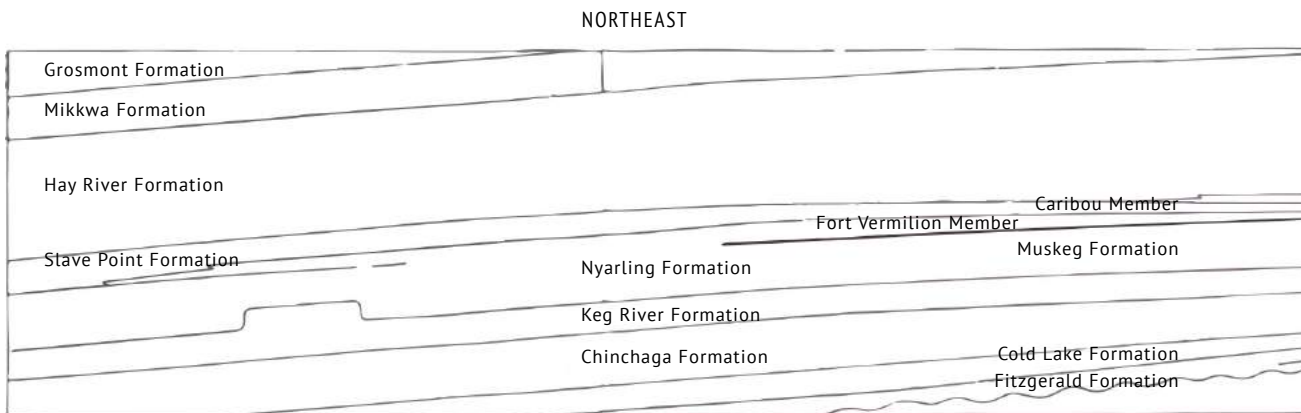 NORTHEAST
Grosmont Formation
Mikkwa Formation
Hay River Formation
Caribou Member
Fort Vermilion Member
Muskeg Formation
Slave Point Formation
Nyarling Formation
Keg River Formation
Chinchaga Formation
Cold Lake Formation
Fitzgerald Formation